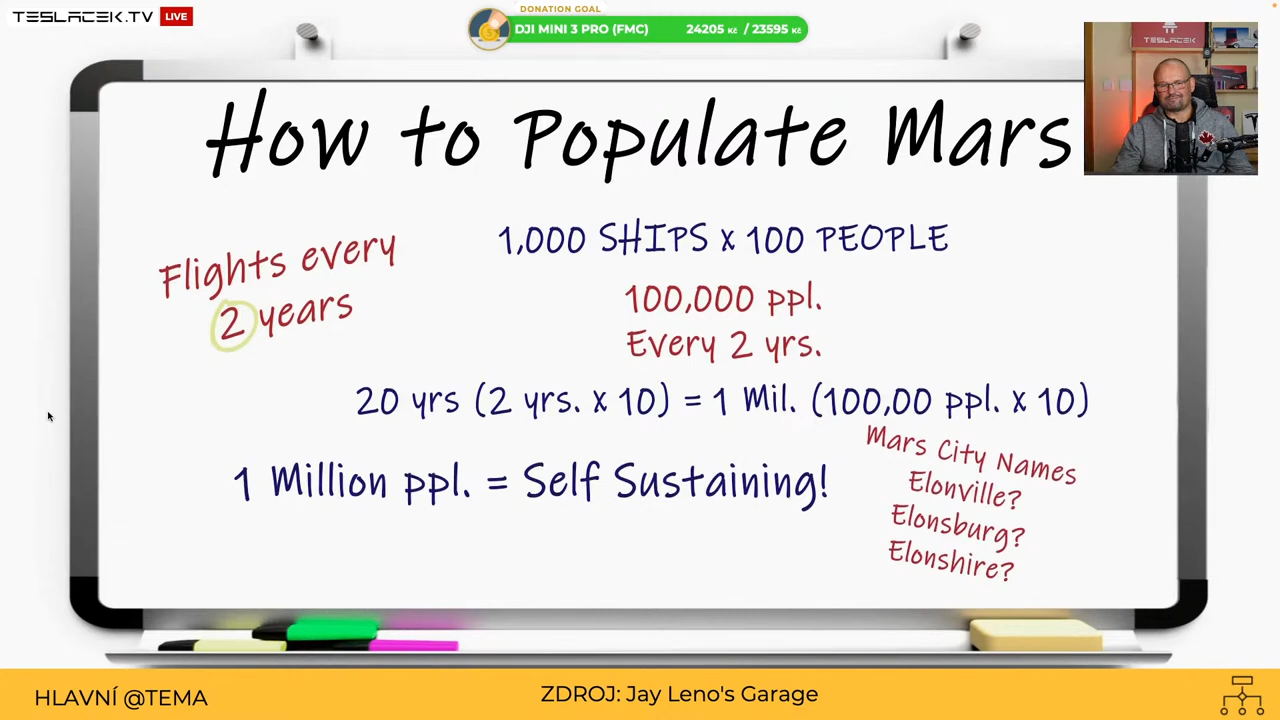 TESLACEK.TV LIVE
DONATION GOAL
DJI MINI 3 PRO (FMC) 24205 Kč / 23595 Kč
TESLACEK
How to Populate Mars
Flights every
2 years
1,000 SHIPS x 100 PEOPLE
100,000 ppl.
Every 2 yrs.
20 yrs (2 yrs. x 10) = 1 Mil. (100,00 ppl. x 10)
1 Million ppl. = Self Sustaining!
Mars City Names
Elonville?
Elonsburg?
Elonshire?
HLAVNÍ @TEMA
ZDROJ: Jay Leno's Garage